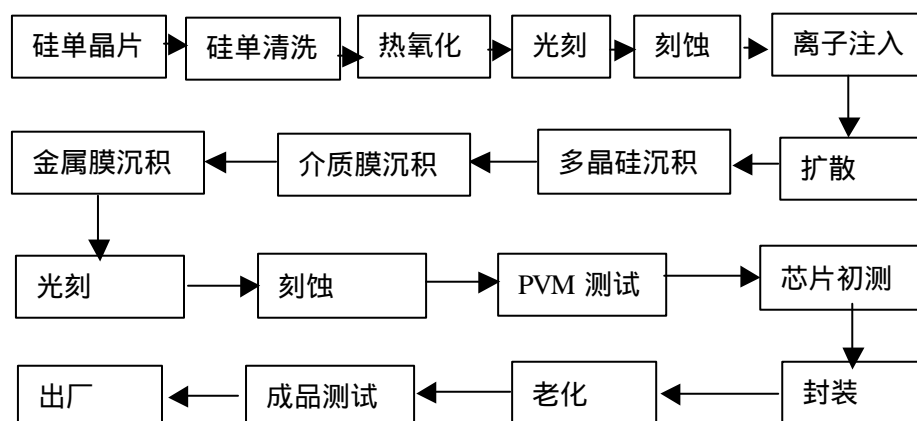 硅单晶片 硅单清洗 热氧化 光刻 刻蚀 离子注入
金属膜沉积 介质膜沉积 多晶硅沉积 扩散
光刻 刻蚀 PVM 测试 芯片初测
出厂 成品测试 老化 封装